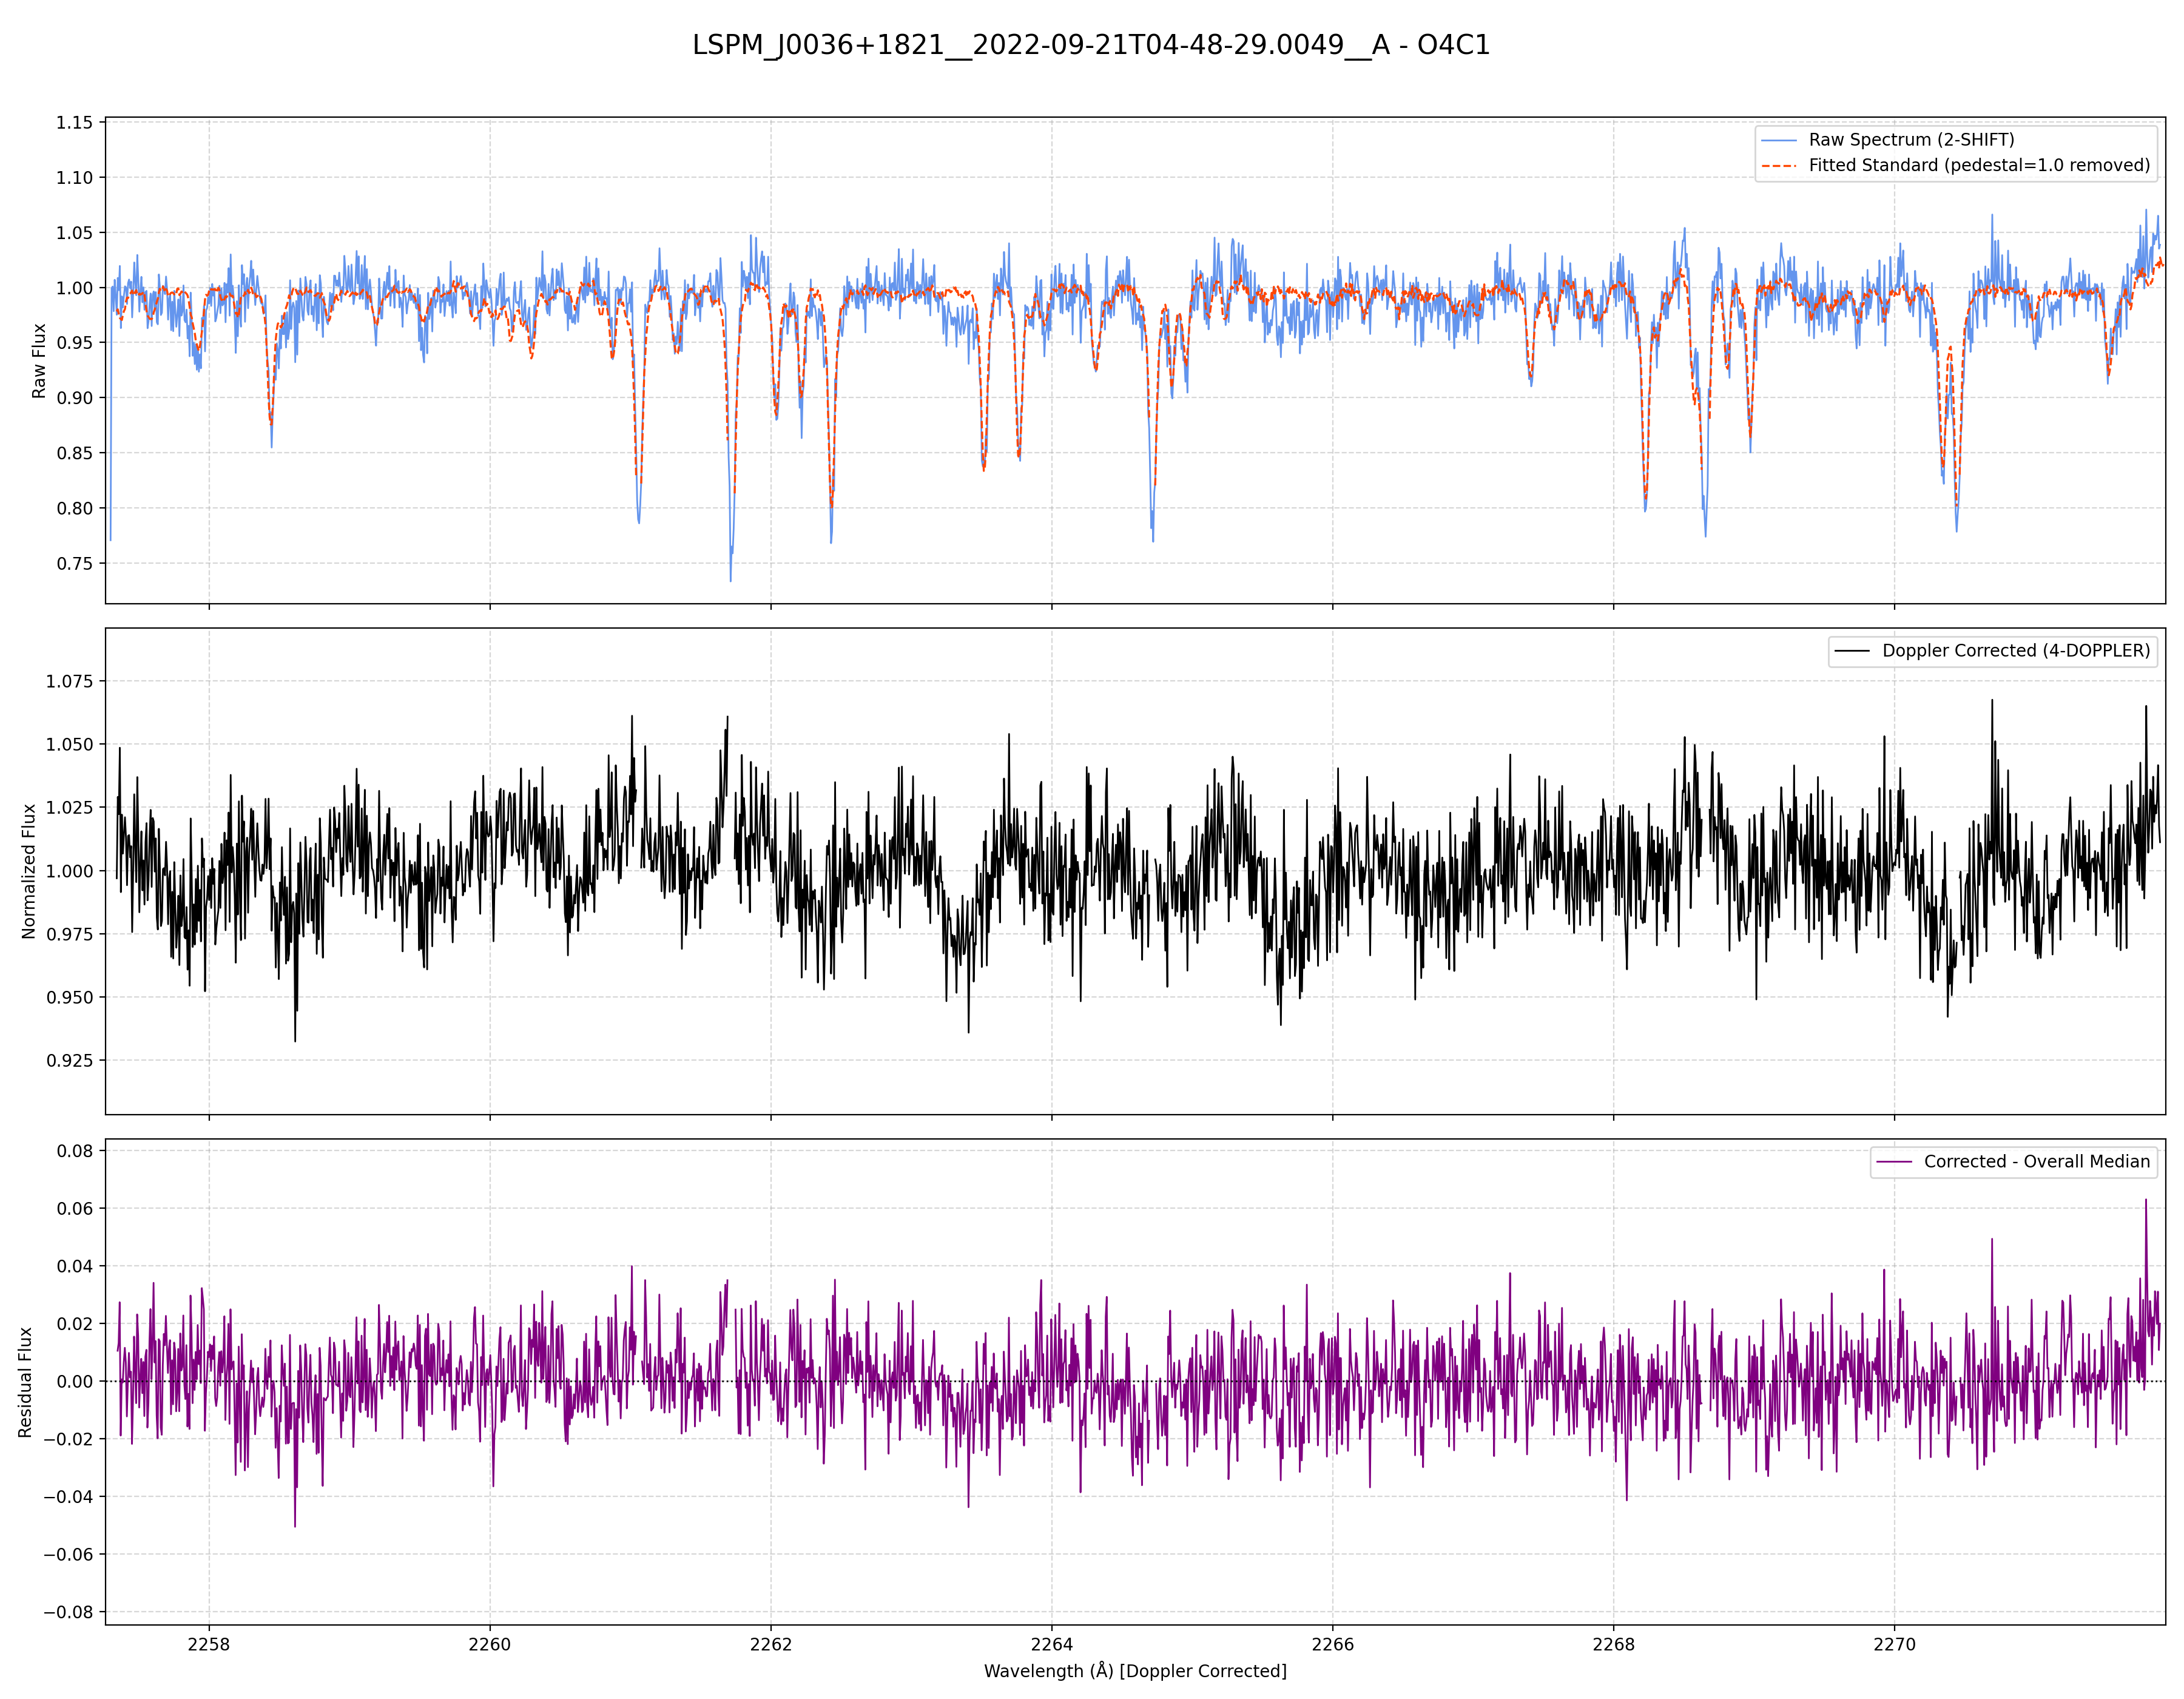 LSPM_J0036+1821__2022-09-21T04-48-29.0049__A - O4C1
1.15
1.10
1.05
1.00
0.95
0.90
0.85
0.80
0.75
Raw Flux
Raw Spectrum (2-SHIFT)
Fitted Standard (pedestal=1.0 removed)
1.075
1.050
1.025
1.000
0.975
0.950
0.925
Normalized Flux
Doppler Corrected (4-DOPPLER)
0.08
0.06
0.04
0.02
0.00
−0.02
−0.04
−0.06
−0.08
Residual Flux
Corrected - Overall Median
2258 2260 2262 2264 2266 2268 2270
Wavelength (Å) [Doppler Corrected]